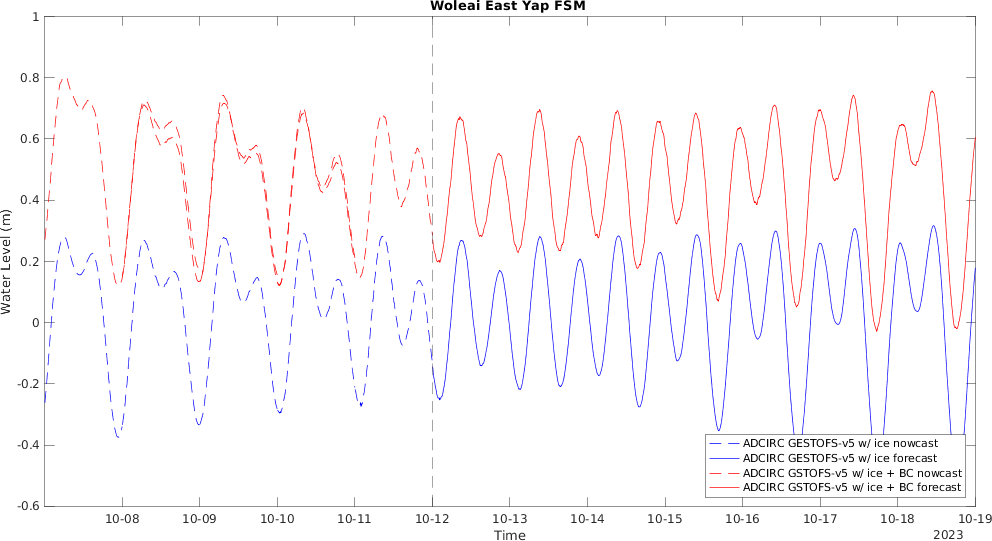 Woleai East Yap FSM
Water Level (m)
1
0.8
0.6
0.4
0.2
0
-0.2
-0.4
-0.6
ADCIRC GESTOFS-v5 w/ ice nowcast
ADCIRC GESTOFS-v5 w/ ice forecast
ADCIRC GSTOFS-v5 w/ ice + BC nowcast
ADCIRC GSTOFS-v5 w/ ice + BC forecast
10-08 10-09 10-10 10-11 10-12 10-13 10-14 10-15 10-16 10-17 10-18 10-19
Time
2023